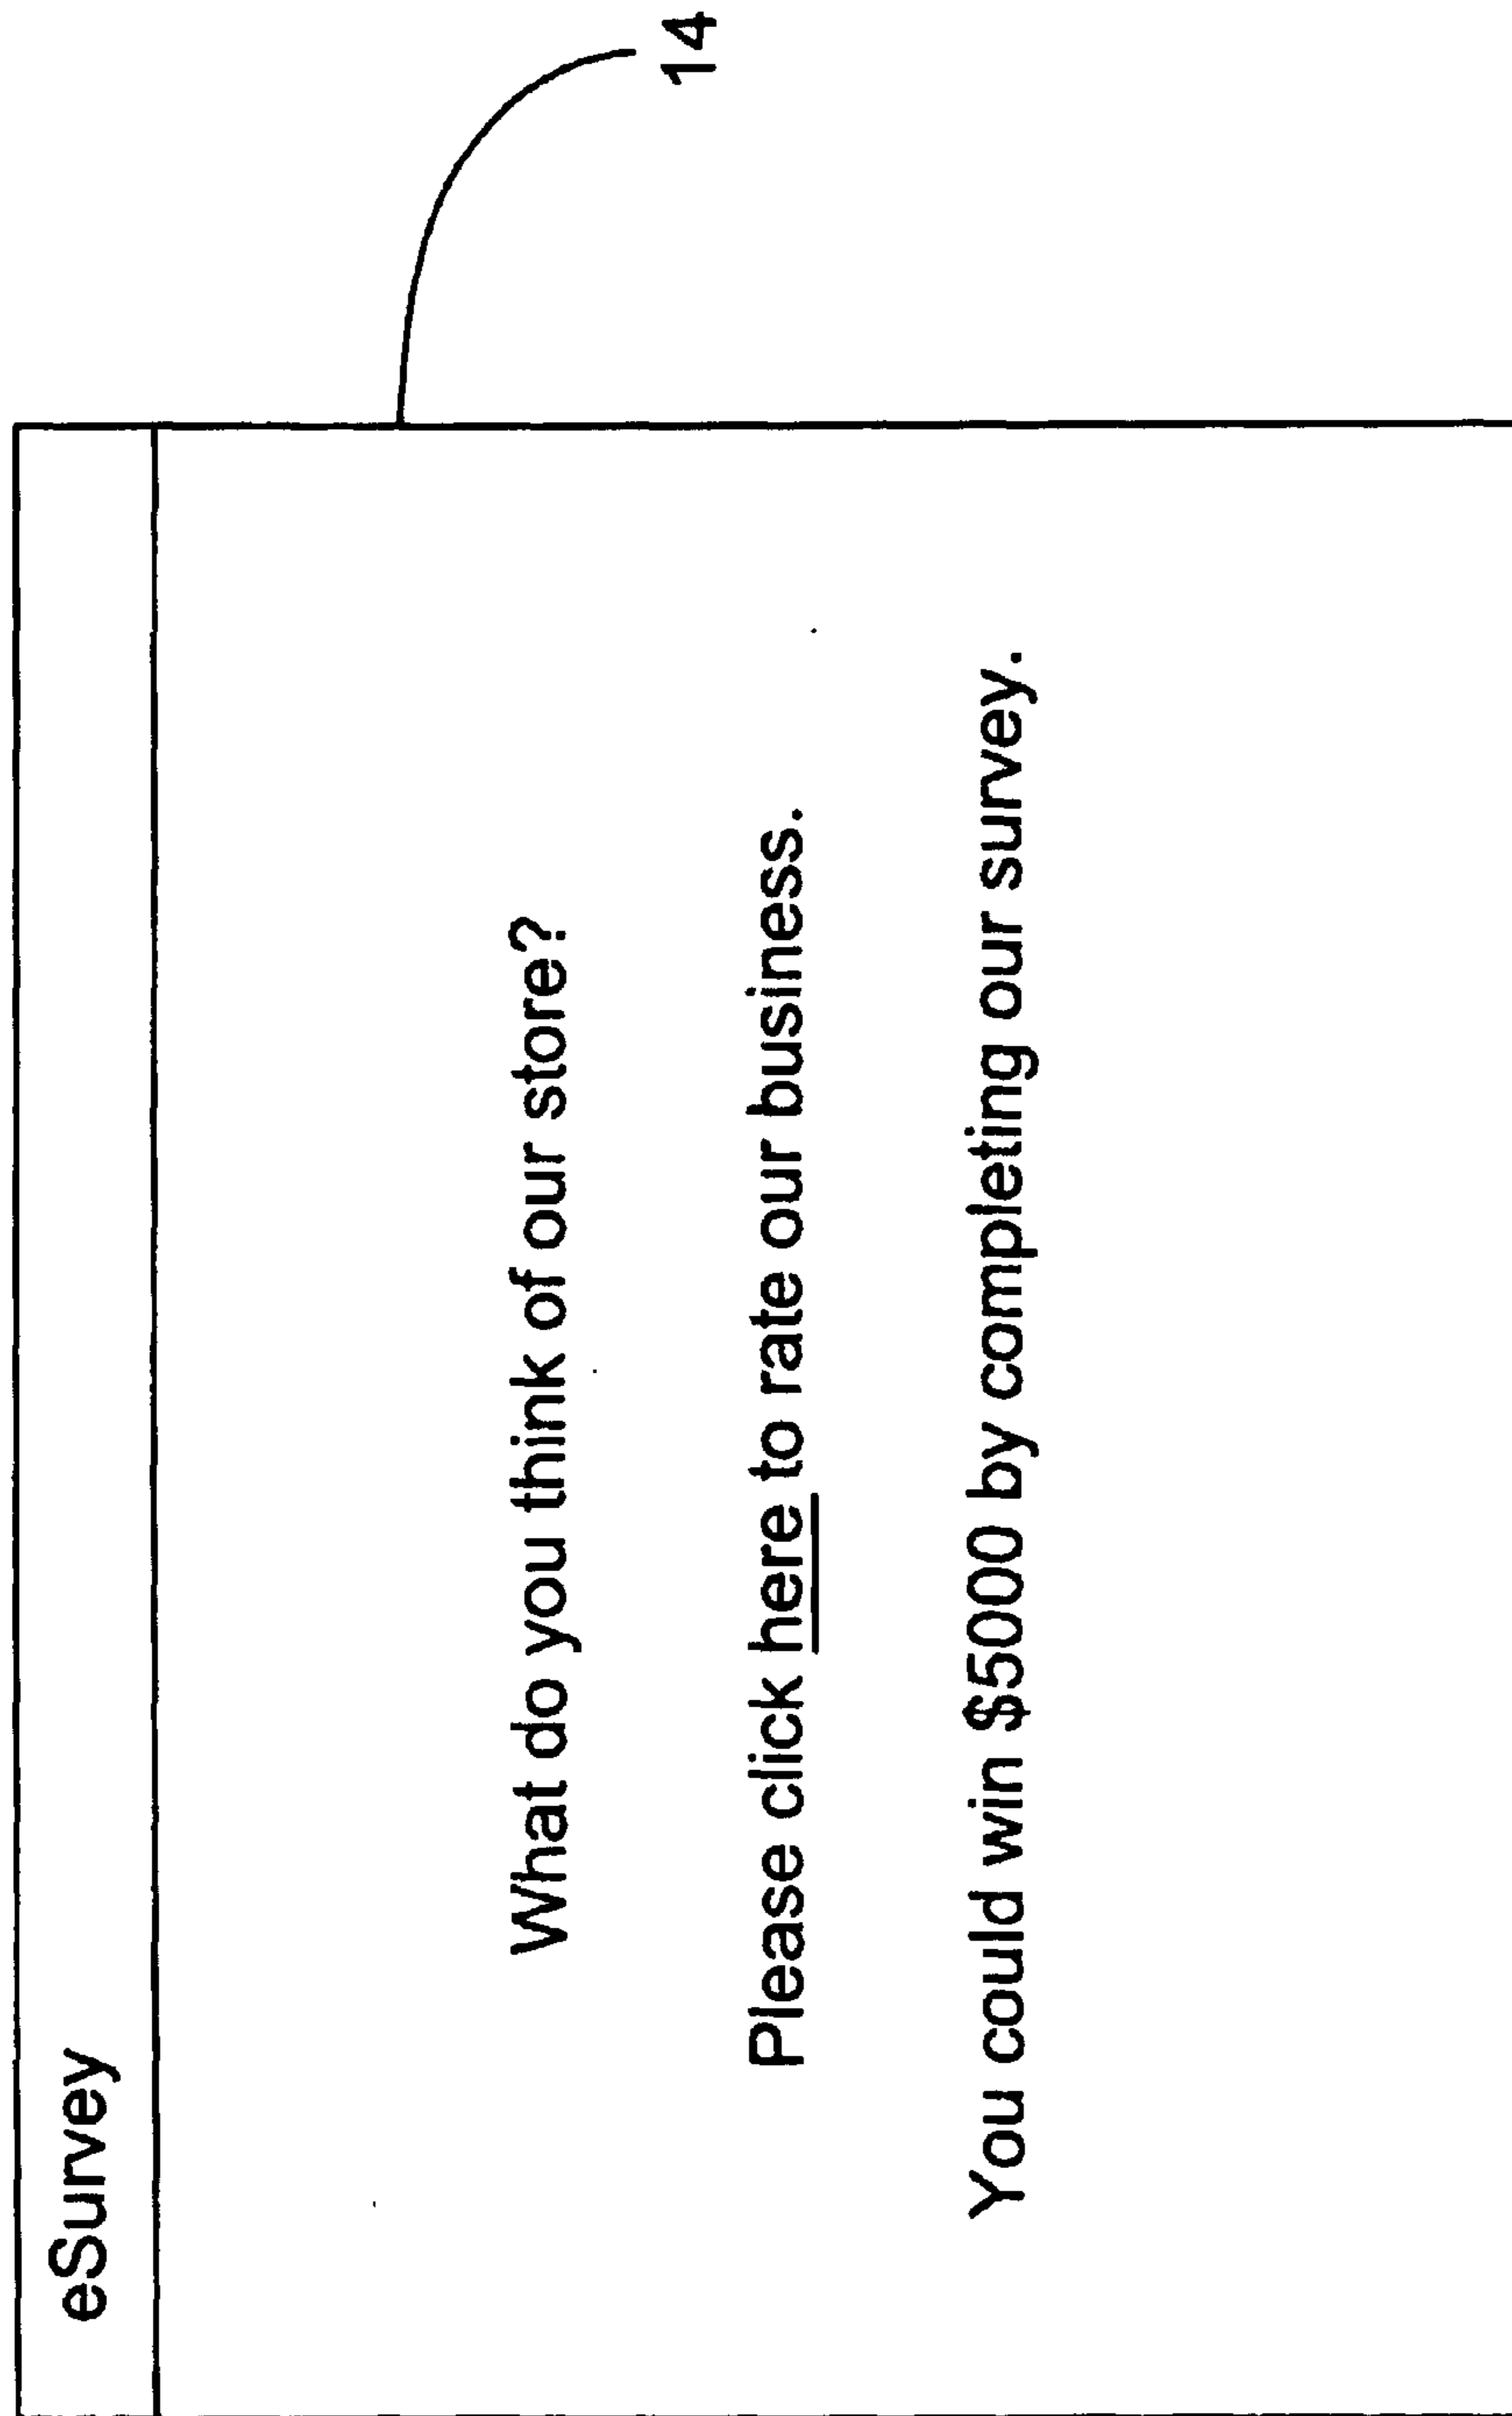 eSurvey
What do you think of our store?
Please click here to rate our business.
You could win $5000 by completing our survey.
14